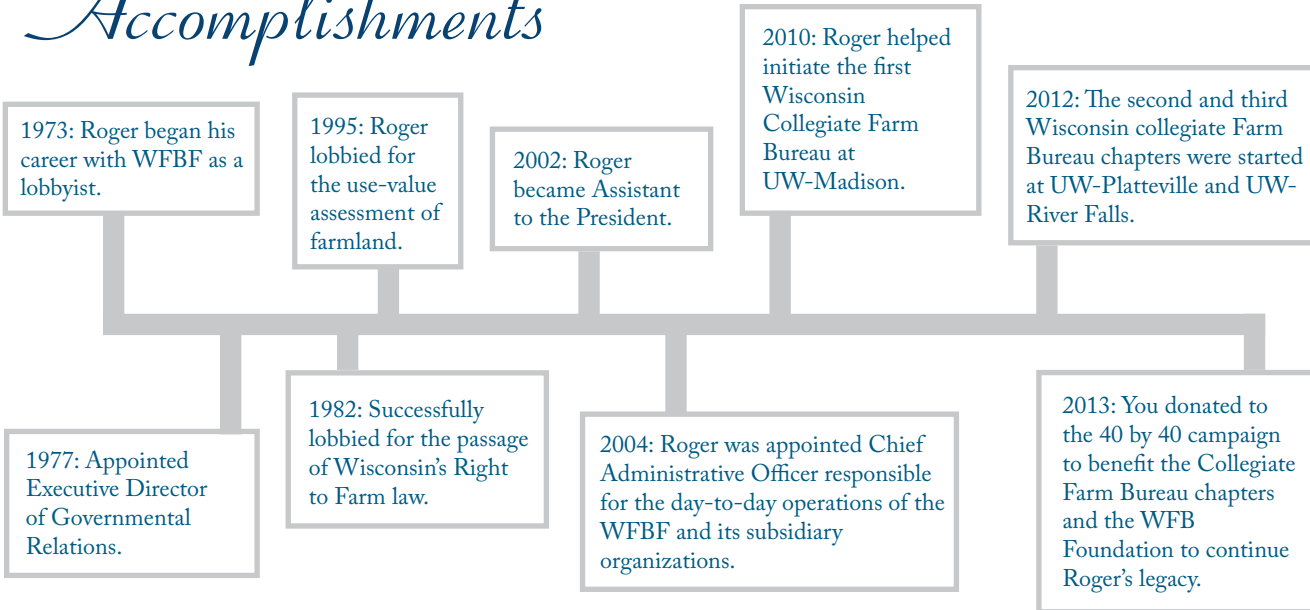 Accomplishments
1973: Roger began his
career with WFBF as a
lobbyist.
1977: Appointed
Executive Director
of Governmental
Relations.
1982: Successfully
lobbied for the passage
of Wisconsin's Right
to Farm law.
1995: Roger
lobbied for
the use-value
assessment of
farmland.
2002: Roger
became Assistant
to the President.
2004: Roger was appointed Chief
Administrative Officer responsible
for the day-to-day operations of the
WFBF and its subsidiary
organizations.
2010: Roger helped
initiate the first
Wisconsin
Collegiate Farm
Bureau at
UW-Madison.
2012: The second and third
Wisconsin collegiate Farm
Bureau chapters were started
at UW-Platteville and UW-
River Falls.
2013: You donated to
the 40 by 40 campaign
to benefit the Collegiate
Farm Bureau chapters
and the WFB
Foundation to continue
Roger's legacy.